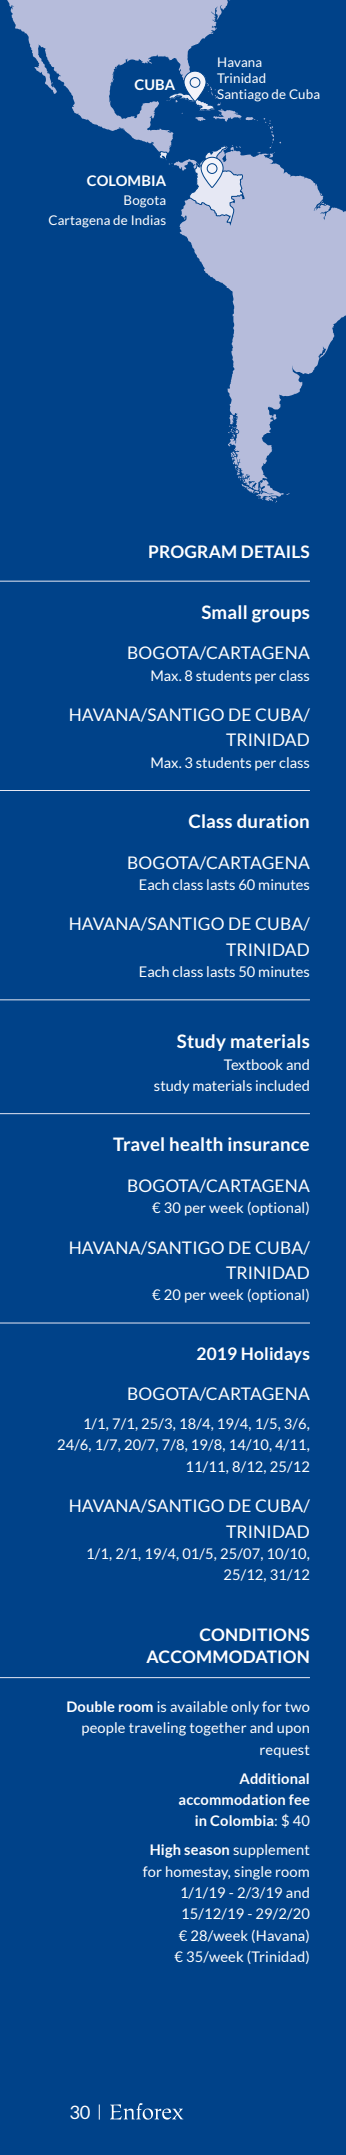 Havana
Trinidad
Santiago de Cuba
CUBA
COLOMBIA
Bogota
Cartagena de Indias
PROGRAM DETAILS
Small groups
BOGOTA/CARTAGENA
Max. 8 students per class
HAVANA/SANTIGO DE CUBA/
TRINIDAD
Max. 3 students per class
Class duration
BOGOTA/CARTAGENA
Each class lasts 60 minutes
HAVANA/SANTIGO DE CUBA/
TRINIDAD
Each class lasts 50 minutes
Study materials
Textbook and
study materials included
Travel health insurance
BOGOTA/CARTAGENA
€ 30 per week (optional)
HAVANA/SANTIGO DE CUBA/
TRINIDAD
€ 20 per week (optional)
2019 Holidays
BOGOTA/CARTAGENA
1/1, 7/1, 25/3, 18/4, 19/4, 1/5, 3/6,
24/6, 1/7, 20/7, 7/8, 19/8, 14/10, 4/11,
11/11, 8/12, 25/12
HAVANA/SANTIGO DE CUBA/
TRINIDAD
1/1, 2/1, 19/4, 01/5, 25/07, 10/10,
25/12, 31/12
CONDITIONS
ACCOMMODATION
Double room is available only for two
people traveling together and upon
request
Additional
accommodation fee
in Colombia: $ 40
High season supplement
for homestay, single room
1/1/19 - 2/3/19 and
15/12/19 - 29/2/20
€ 28/week (Havana)
€ 35/week (Trinidad)
30 | Enforex